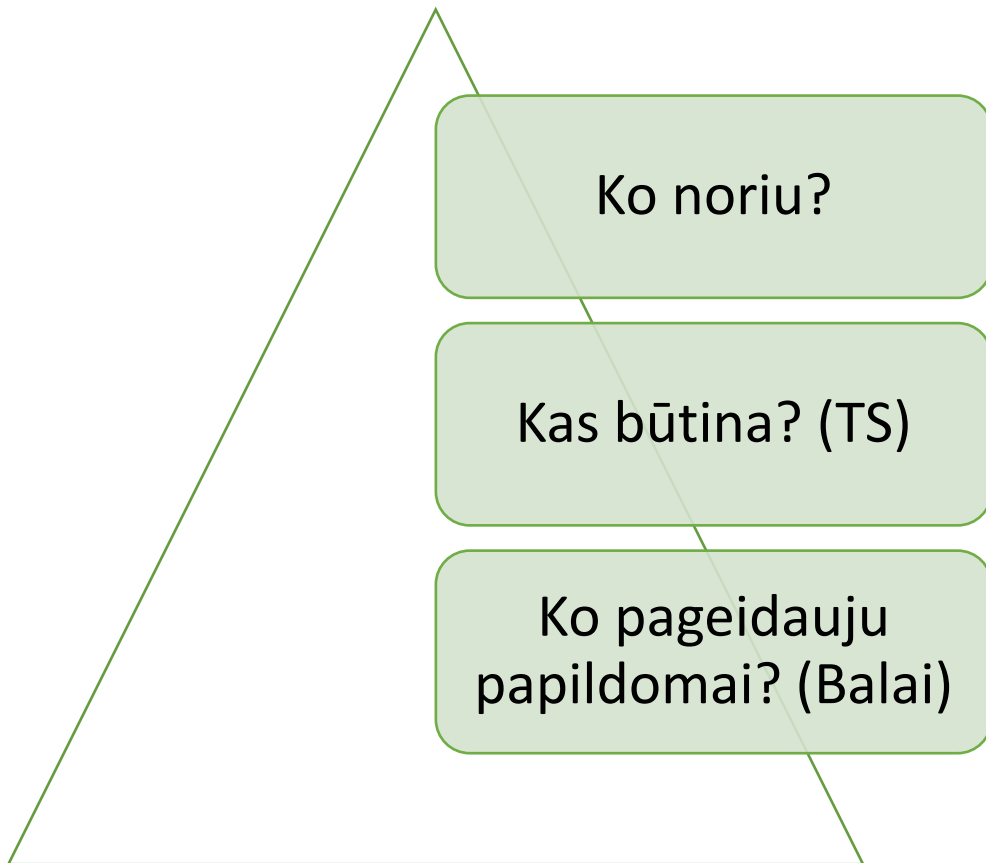 Ko noriu?
Kas būtina? (TS)
Ko pageidauju
papildomai? (Balai)